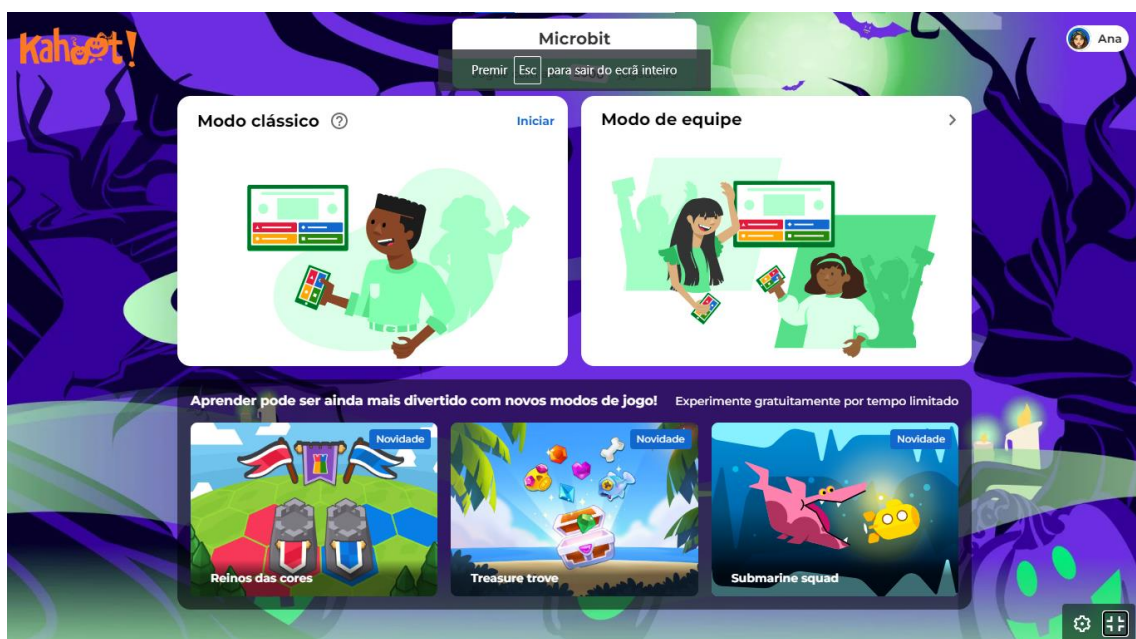 Kahoot!
Microbit
Ana
Premir Esc para sair do ecrã inteiro
Modo clássico ?
Iniciar
Modo de equipe
Aprender pode ser ainda mais divertido com novos modos de jogo!
Experimente gratuitamente por tempo limitado
Novidade
Reinos das cores
Novidade
Treasure trove
Novidade
Submarine squad